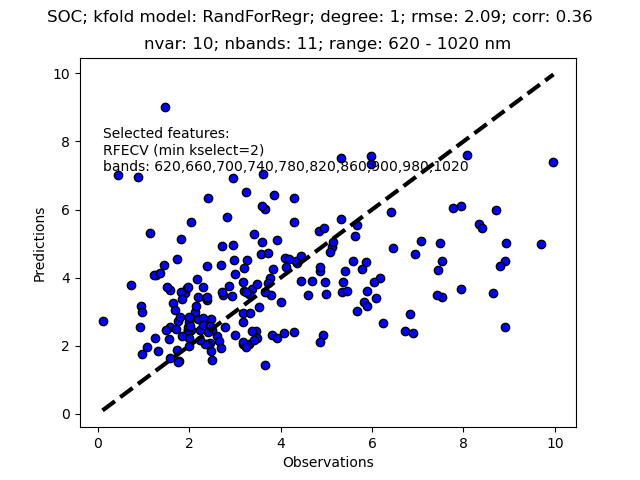 SOC; kfold model: RandForRegr; degree: 1; rmse: 2.09; corr: 0.36
nvar: 10; nbands: 11; range: 620 - 1020 nm
10
8
6
4
2
0
Predictions
Selected features:
RFECV (min kselect=2)
bands: 620,660,700,740,780,820,860,900,980,1020
0 2 4 6 8 10
Observations